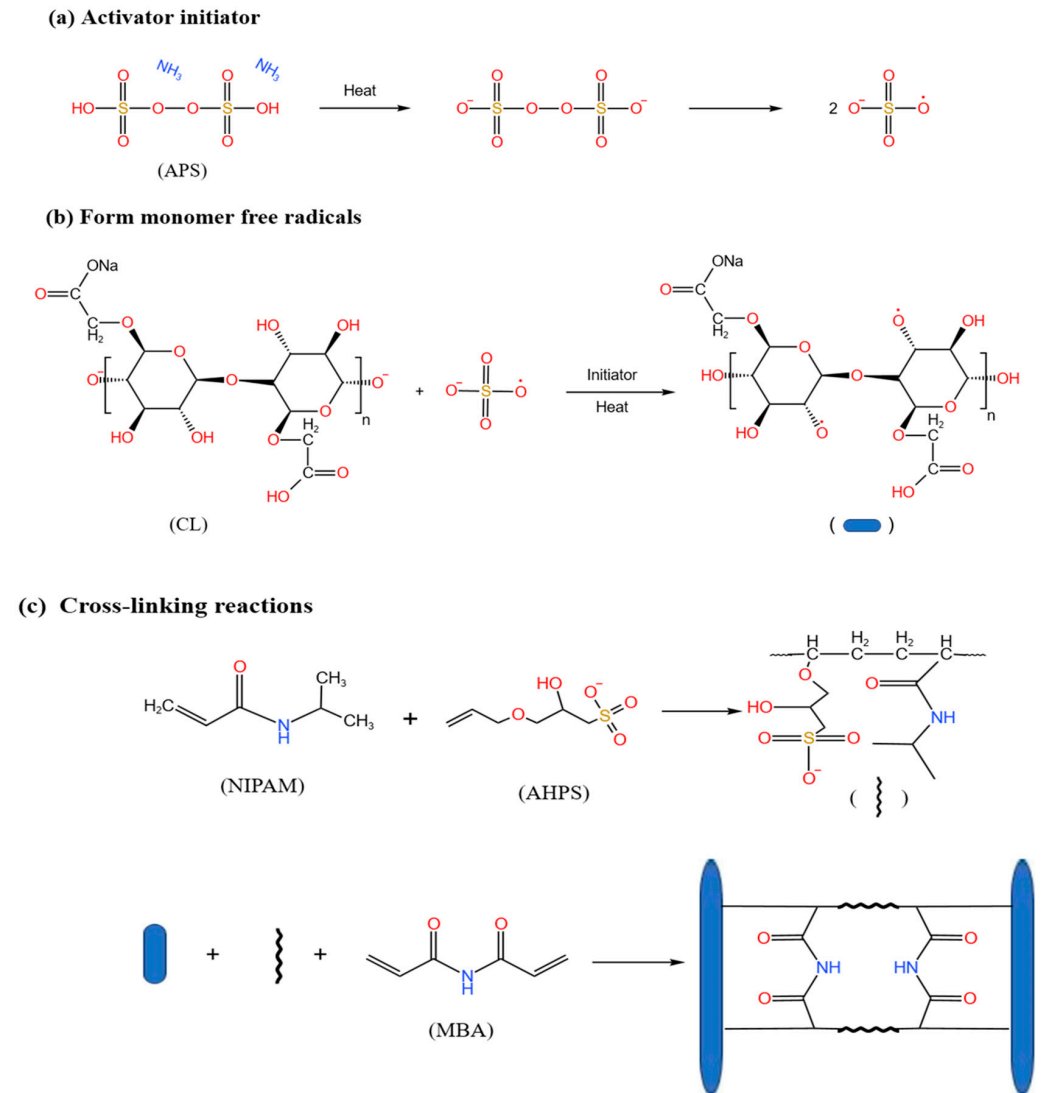 (a) Activator initiator
O NH3 O NH3 O O O
HO S O O S OH Heat O- S O O S O- 2 O- S O
O O O O O
(APS)
(b) Form monomer free radicals
ONa ONa
O C O C
C O HO OH C O O OH
H2 H2
O O
O- O O- O HO O OH
n + O- S O Initiator n
HO OH O H2 O Heat HO O O H2
O C O C
C O C O
HO HO
(CL) ( )
(c) Cross-linking reactions
H H2 H2 H
C C C C
O CH3 HO O- O O
H2C N CH3 + O S O HO O NH
H O S O
O-
(NIPAM) (AHPS) ( )
O O O O
+ + N NH HN
H O O
(MBA)